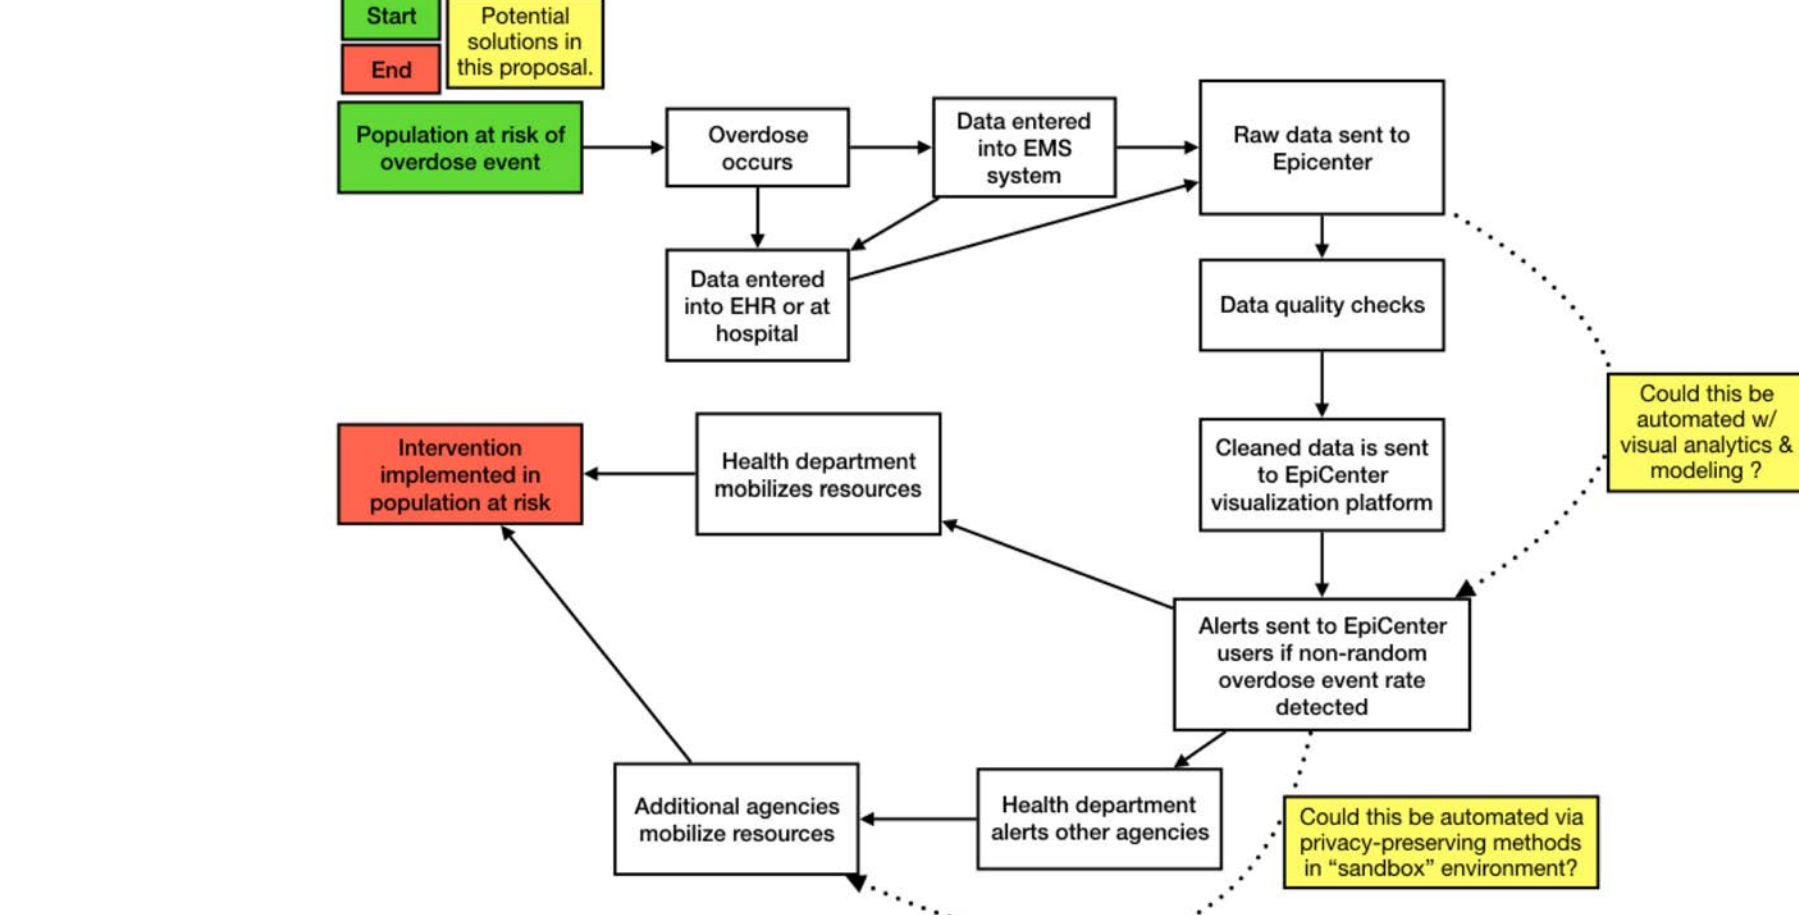 Start
End
Potential
solutions in
this proposal.
Population at risk of
overdose event
Overdose
occurs
Data entered
into EMS
system
Raw data sent to
Epicenter
Data entered
into EHR or at
hospital
Data quality checks
Could this be
automated w/
visual analytics &
modeling ?
Cleaned data is sent
to EpiCenter
visualization platform
Intervention
implemented in
population at risk
Health department
mobilizes resources
Alerts sent to EpiCenter
users if non-random
overdose event rate
detected
Additional agencies
mobilize resources
Health department
alerts other agencies
Could this be automated via
privacy-preserving methods
in “sandbox” environment?